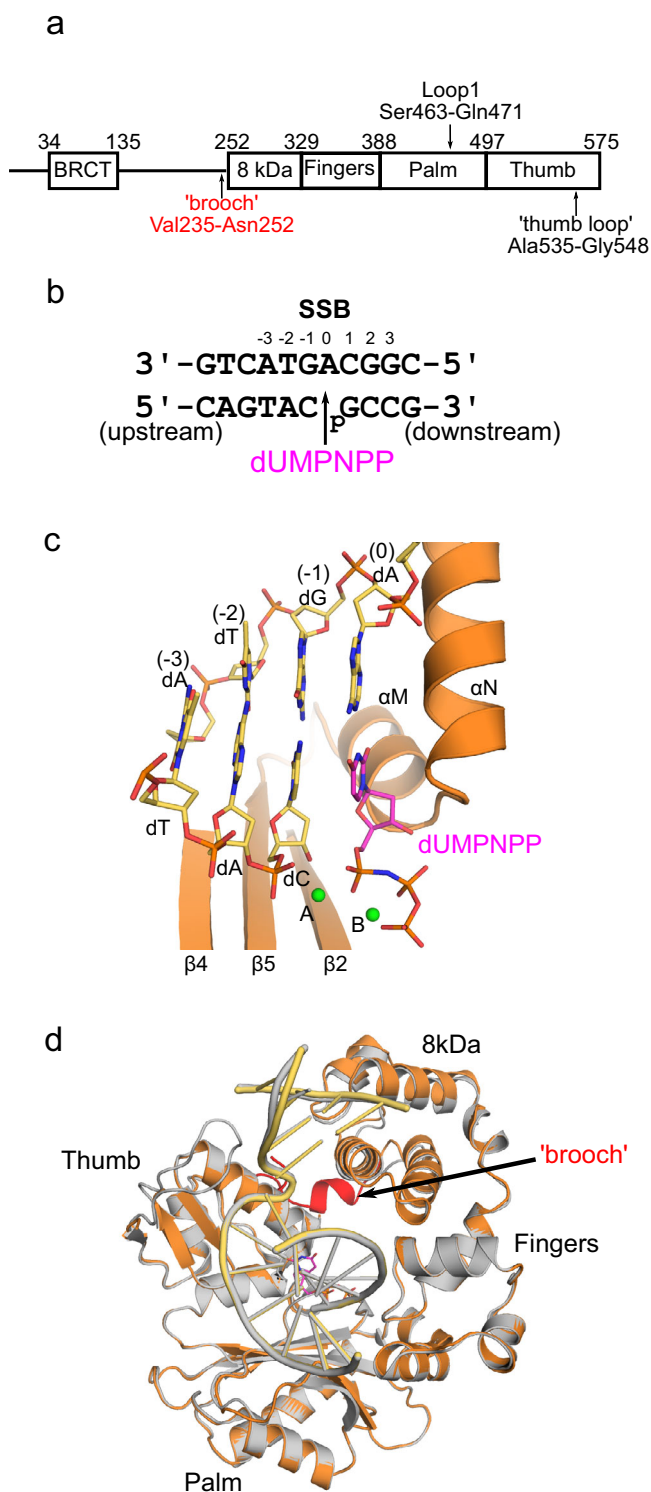 a
Loop1
Ser463-Gln471
34 135 252 329 388 497 575
BRCT 8 kDa Fingers Palm Thumb
'brooch'
Val235-Asn252
'thumb loop'
Ala535-Gly548
b
SSB
-3 -2 -1 0 1 2 3
3'-GTCATGACGGC-5'
5'-CAGTAC pGCCG-3'
(upstream) (downstream)
dUMPNPP
c
(0)
dA
(-1)
dG
(-2)
dT
(-3)
dA
αM αN
dUMPNPP
dT
dA
dC
A
B
β4 β5 β2
d
8kDa
Thumb
'brooch'
Fingers
Palm